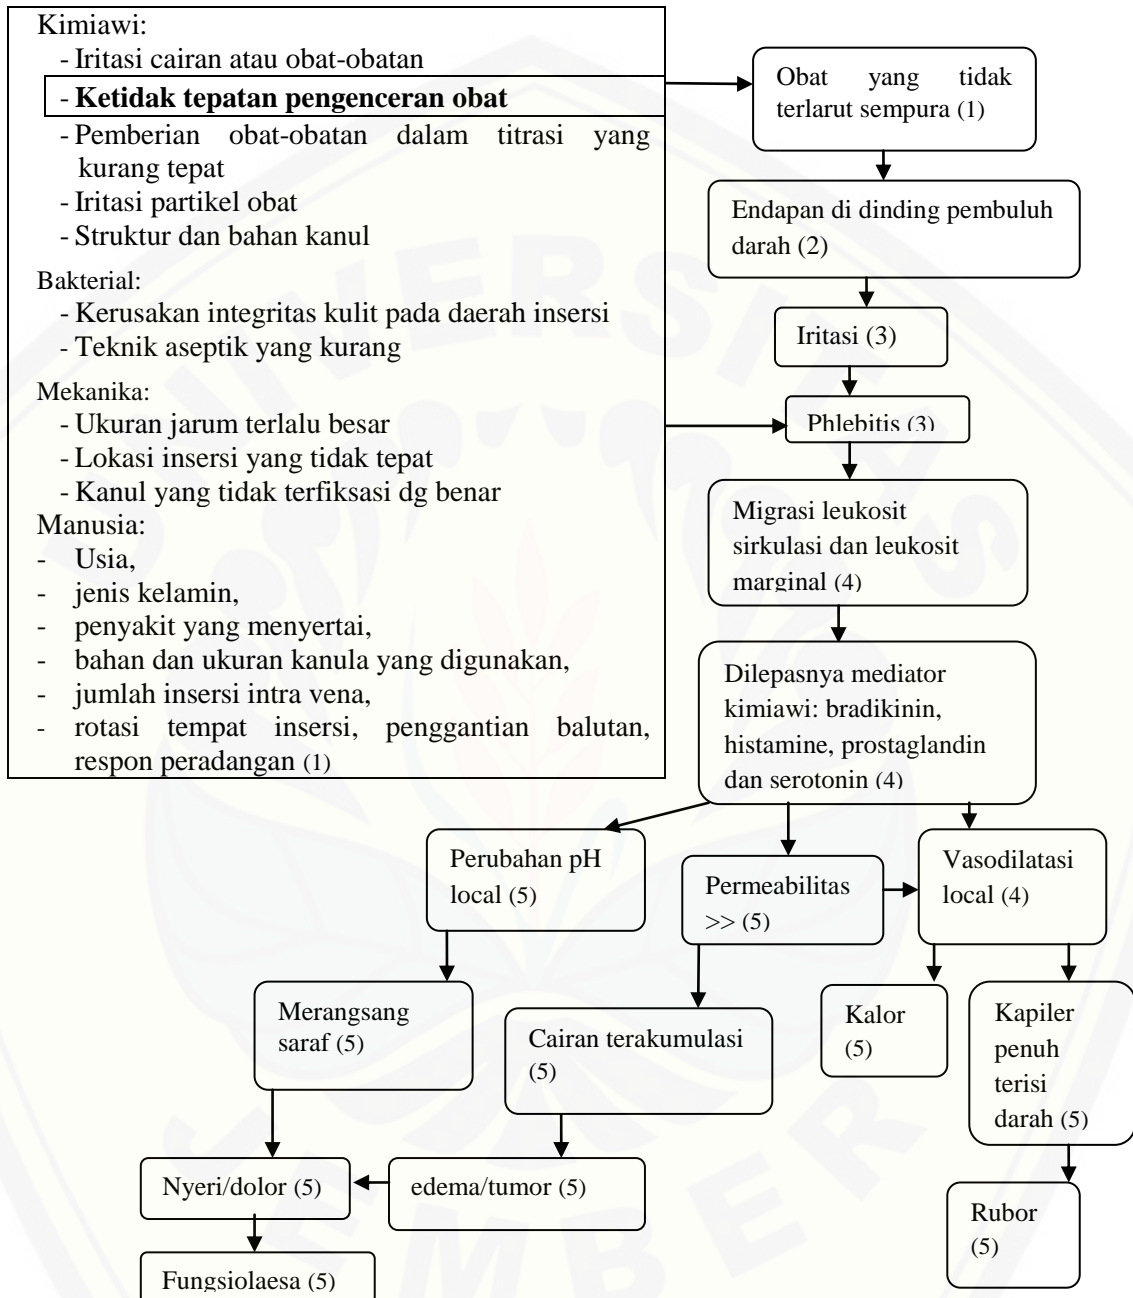 Kimiawi:
- Iritasi cairan atau obat-obatan
- Ketidak tepatan pengenceran obat
- Pemberian obat-obatan dalam titrasi yang
kurang tepat
- Iritasi partikel obat
- Struktur dan bahan kanul
Bakterial:
- Kerusakan integritas kulit pada daerah insersi
- Teknik aseptik yang kurang
Mekanika:
- Ukuran jarum terlalu besar
- Lokasi insersi yang tidak tepat
- Kanul yang tidak terfiksasi dg benar
Manusia:
- Usia,
- jenis kelamin,
- penyakit yang menyertai,
- bahan dan ukuran kanula yang digunakan,
- jumlah insersi intra vena,
- rotasi tempat insersi, penggantian balutan,
respon peradangan (1)
Obat yang tidak
terlarut sempura (1)
Endapan di dinding pembuluh
darah (2)
Iritasi (3)
Phlebitis (3)
Migrasi leukosit
sirkulasi dan leukosit
marginal (4)
Dilepasnya mediator
kimiawi: bradikinin,
histamine, prostaglandin
dan serotonin (4)
Perubahan pH
local (5)
Permeabilitas
>> (5)
Vasodilatasi
local (4)
Merangsang
saraf (5)
Cairan terakumulasi
(5)
Kalor
(5)
Kapiler
penuh
terisi
darah (5)
Nyeri/dolor (5)
edema/tumor (5)
Rubor
(5)
Fungsiolaesa (5)
UNIVERSITAS
JEMBER